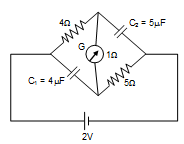 4Ω
C₂ = 5μF
G
1Ω
C₁ = 4μF
5Ω
2V